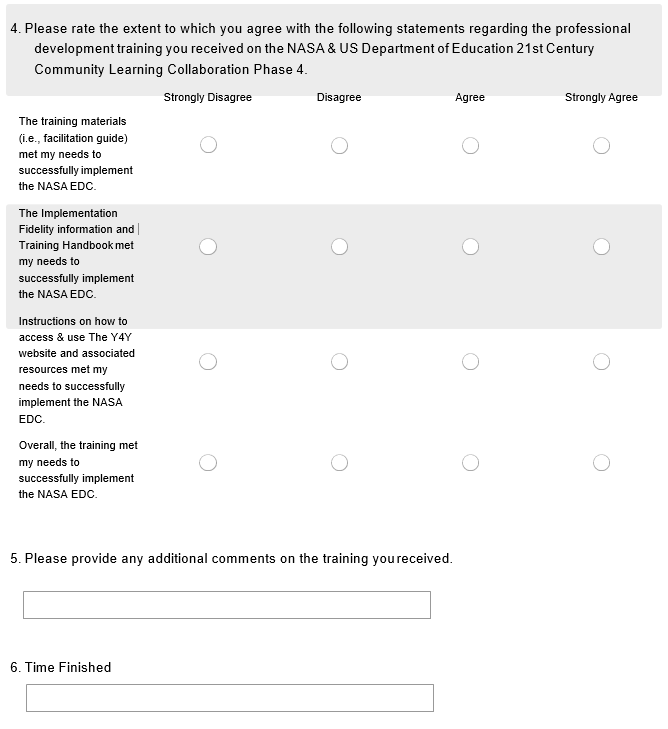 4. Please rate the extent to which you agree with the following statements regarding the professional
development training you received on the NASA & US Department of Education 21st Century
Community Learning Collaboration Phase 4.
Strongly Disagree Disagree Agree Strongly Agree
The training materials
(i.e., facilitation guide)
met my needs to
successfully implement
the NASA EDC.
The Implementation
Fidelity information and
Training Handbook met
my needs to
successfully implement
the NASA EDC.
Instructions on how to
access & use The Y4Y
website and associated
resources met my
needs to successfully
implement the NASA
EDC.
Overall, the training met
my needs to
successfully implement
the NASA EDC.
5. Please provide any additional comments on the training you received.
6. Time Finished